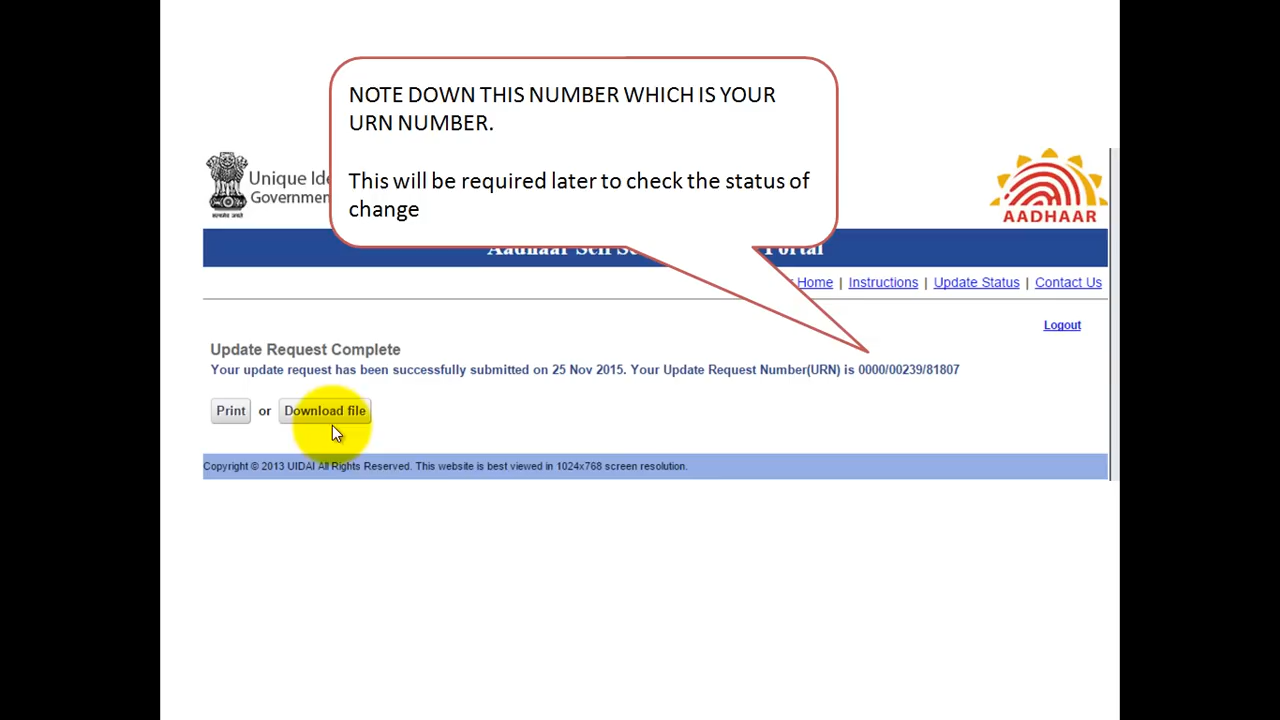 NOTE DOWN THIS NUMBER WHICH IS YOUR
URN NUMBER.
This will be required later to check the status of
change
Unique
Government
AADHAAR
Aadhaar Self
Home | Instructions | Update Status | Contact Us
Logout
Update Request Complete
Your update request has been successfully submitted on 25 Nov 2015. Your Update Request Number(URN) is 0000/00239/81807
Print or Download file
Copyright © 2013 UIDAI All Rights Reserved. This website is best viewed in 1024x768 screen resolution.